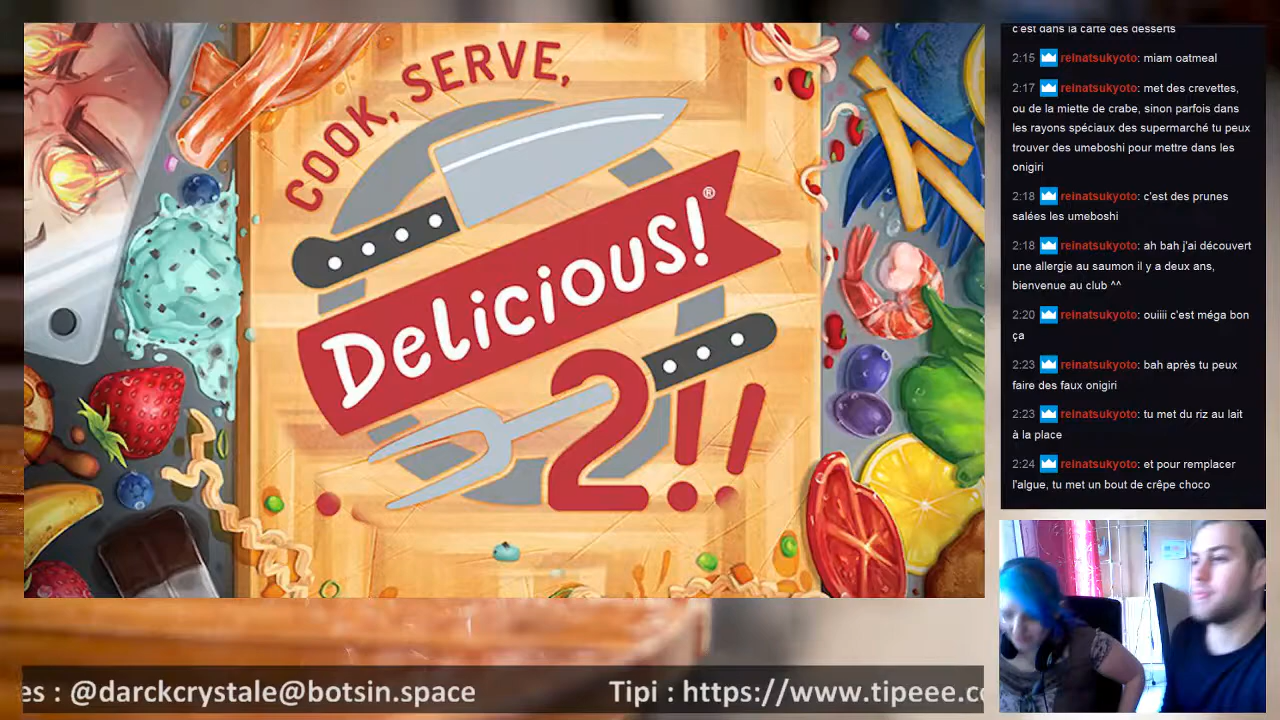 COOK, SERVE,
Delicious!®
2!!
c'est dans la carte des desserts
2:15 reinatsukyoto: miam oatmeal
2:17 reinatsukyoto: met des crevettes,
ou de la miette de crabe, sinon parfois dans
les rayons spéciaux des supermarché tu peux
trouver des umeboshi pour mettre dans les
onigiri
2:18 reinatsukyoto: c'est des prunes
salées les umeboshi
2:18 reinatsukyoto: ah bah j'ai découvert
une allergie au saumon il y a deux ans,
bienvenue au club ^^
2:20 reinatsukyoto: ouiiii c'est méga bon
ça
2:23 reinatsukyoto: bah après tu peux
faire des faux onigiri
2:23 reinatsukyoto: tu met du riz au lait
à la place
2:24 reinatsukyoto: et pour remplacer
l'algue, tu met un bout de crêpe choco
es : @darckcrystale@botsin.space Tipi : https://www.tipeee.c